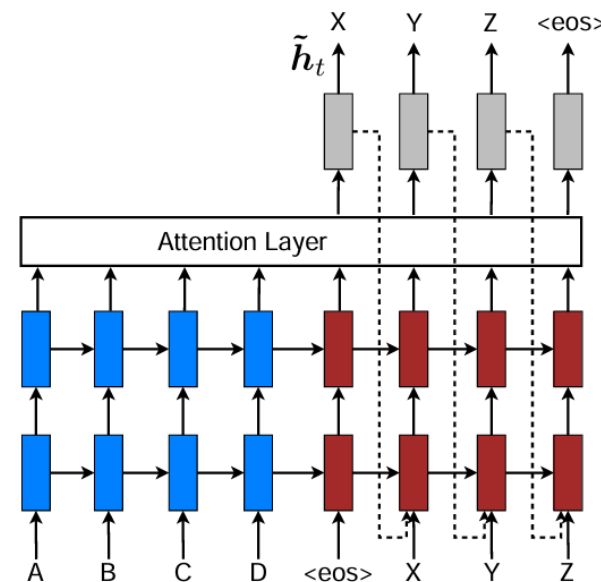 X Y Z <eos>
h̃t
Attention Layer
A B C D <eos> X Y Z